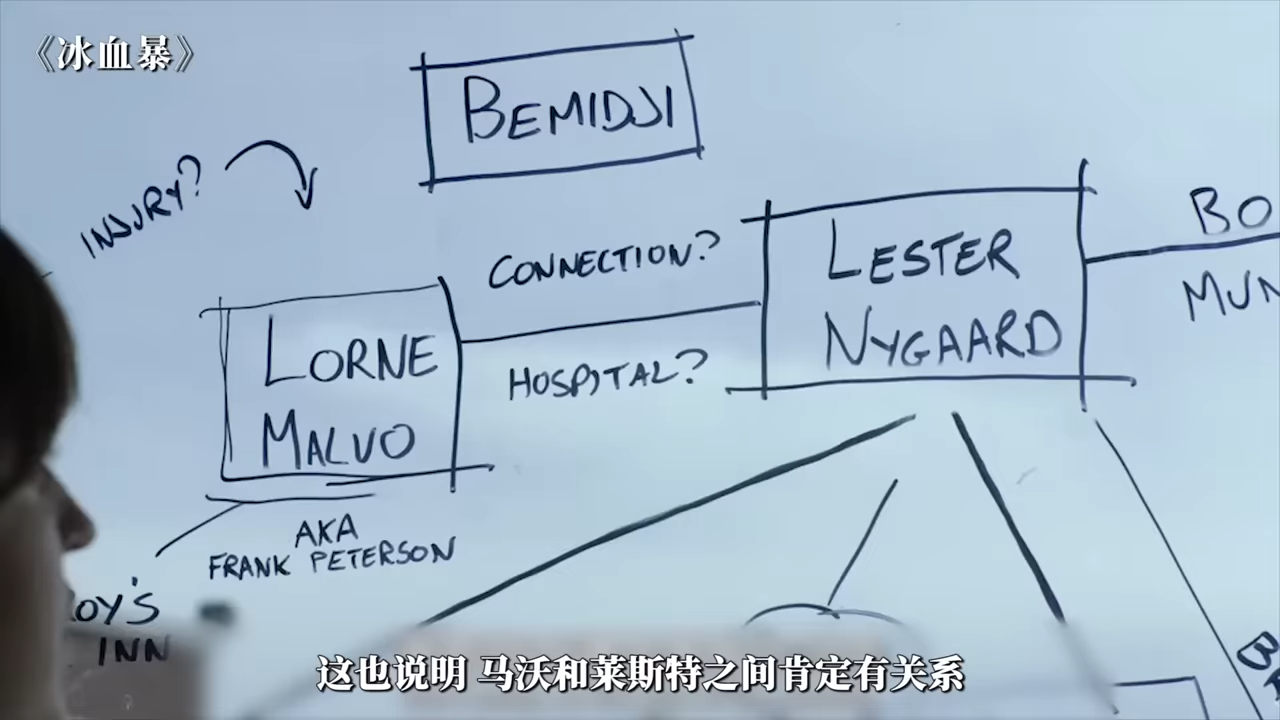 《冰血暴》
BEMIDJI
INJURY?
CONNECTION?
HOSPITAL?
LORNE
MALVO
LESTER
NYGAARD
AKA
FRANK PETERSON
INN
这也说明 马沃和莱斯特之间肯定有关系